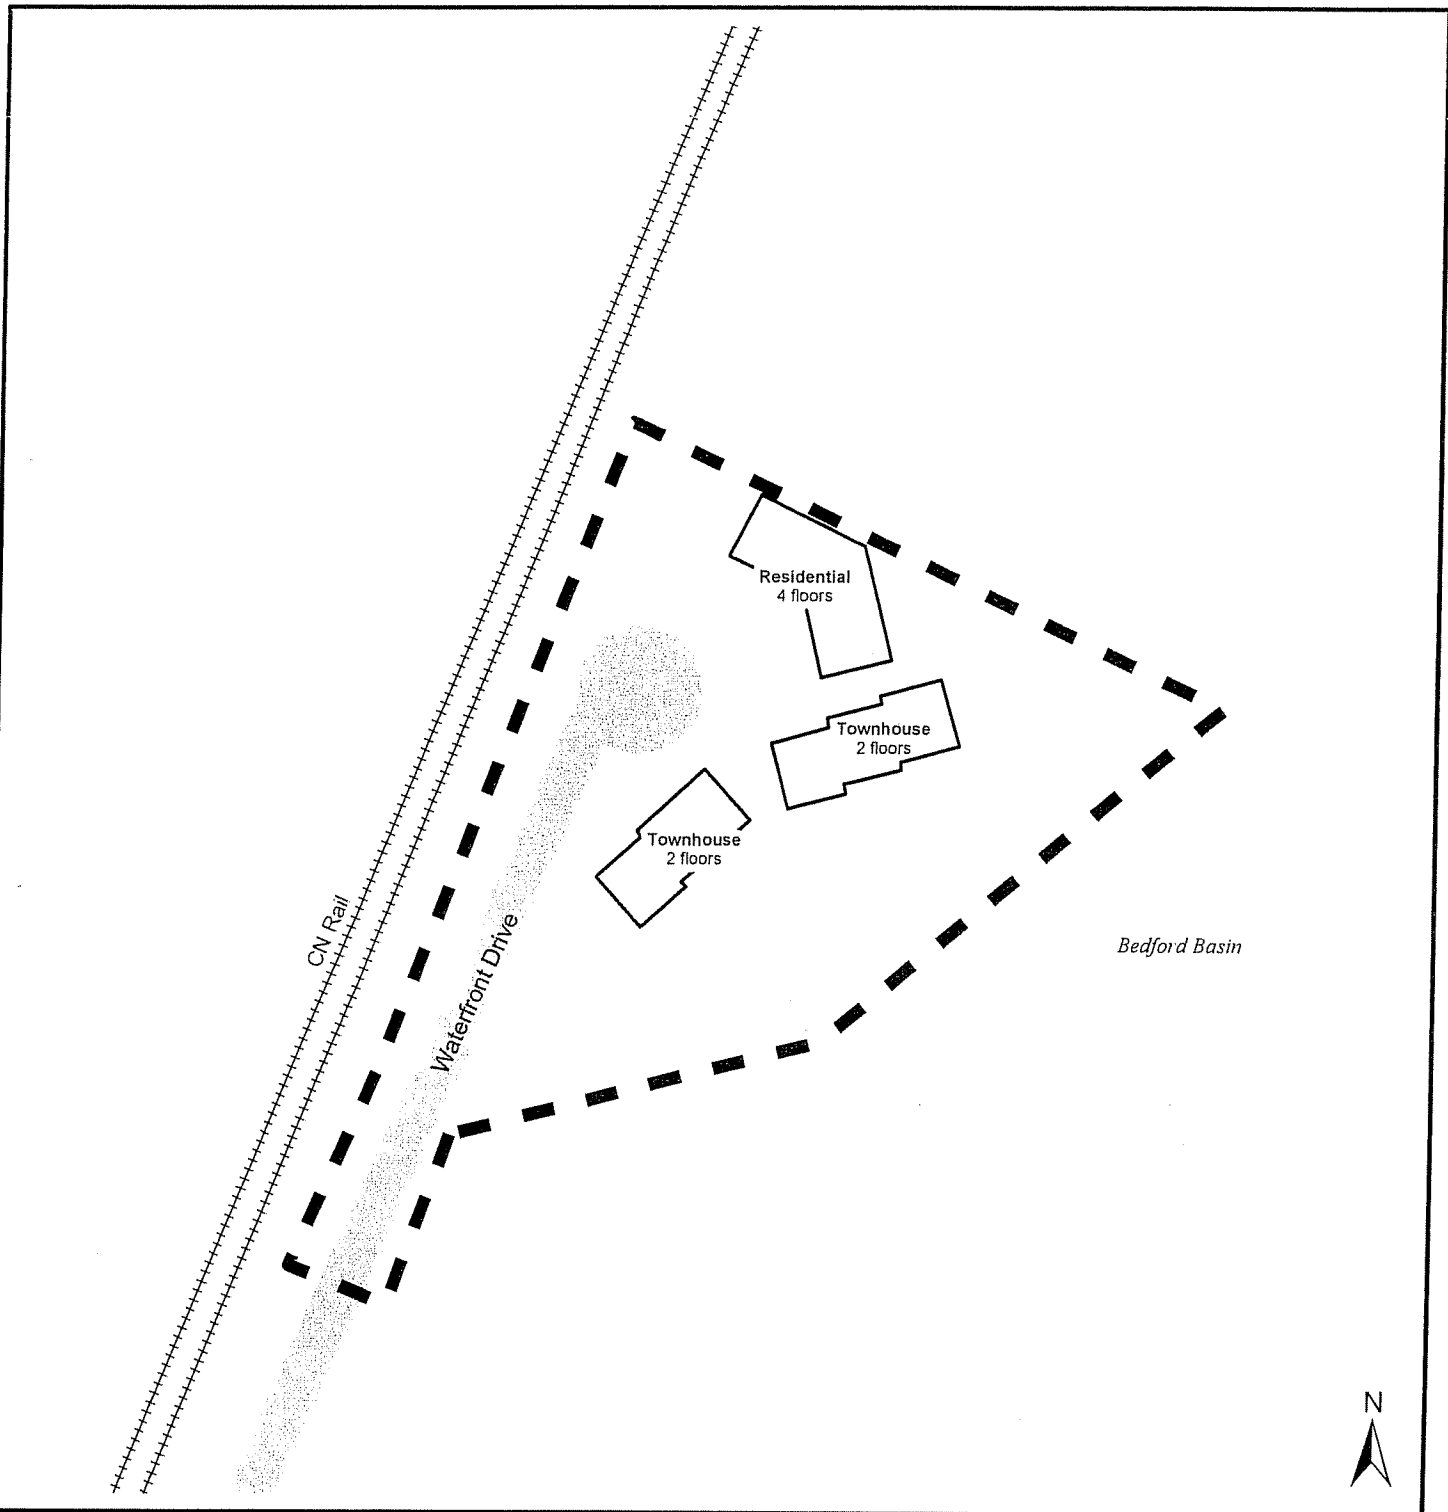 Residential
4 floors
Townhouse
2 floors
Townhouse
2 floors
CN Rail
Waterfront Drive
Bedford Basin
N